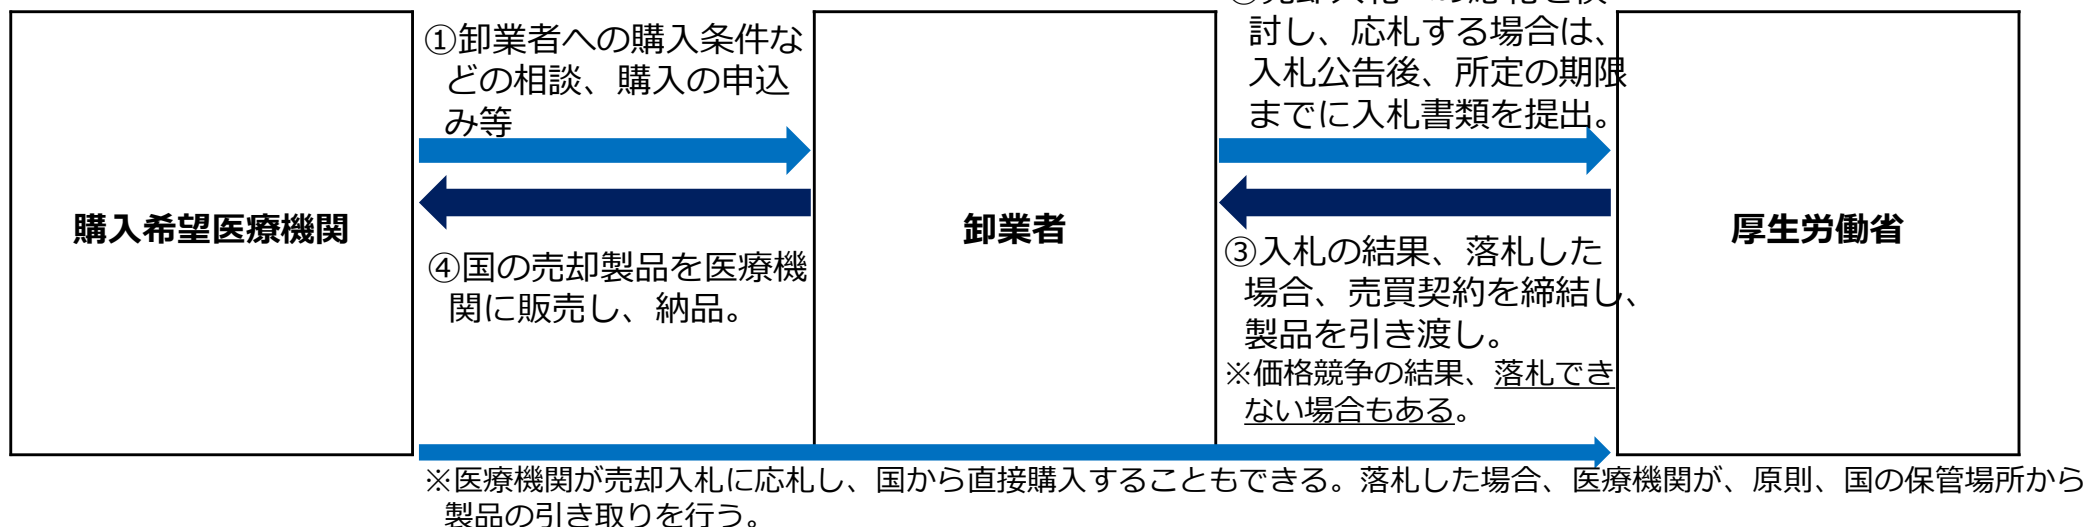 ①卸業者への購入条件な
どの相談、購入の申込
み等
討し、応札する場合は、
入札公告後、所定の期限
までに入札書類を提出。
購入希望医療機関
卸業者
厚生労働省
④国の売却製品を医療機
関に販売し、納品。
③入札の結果、落札した
場合、売買契約を締結し、
製品を引き渡し。
※価格競争の結果、落札でき
ない場合もある。
※医療機関が売却入札に応札し、国から直接購入することもできる。落札した場合、医療機関が、原則、国の保管場所から
製品の引き取りを行う。